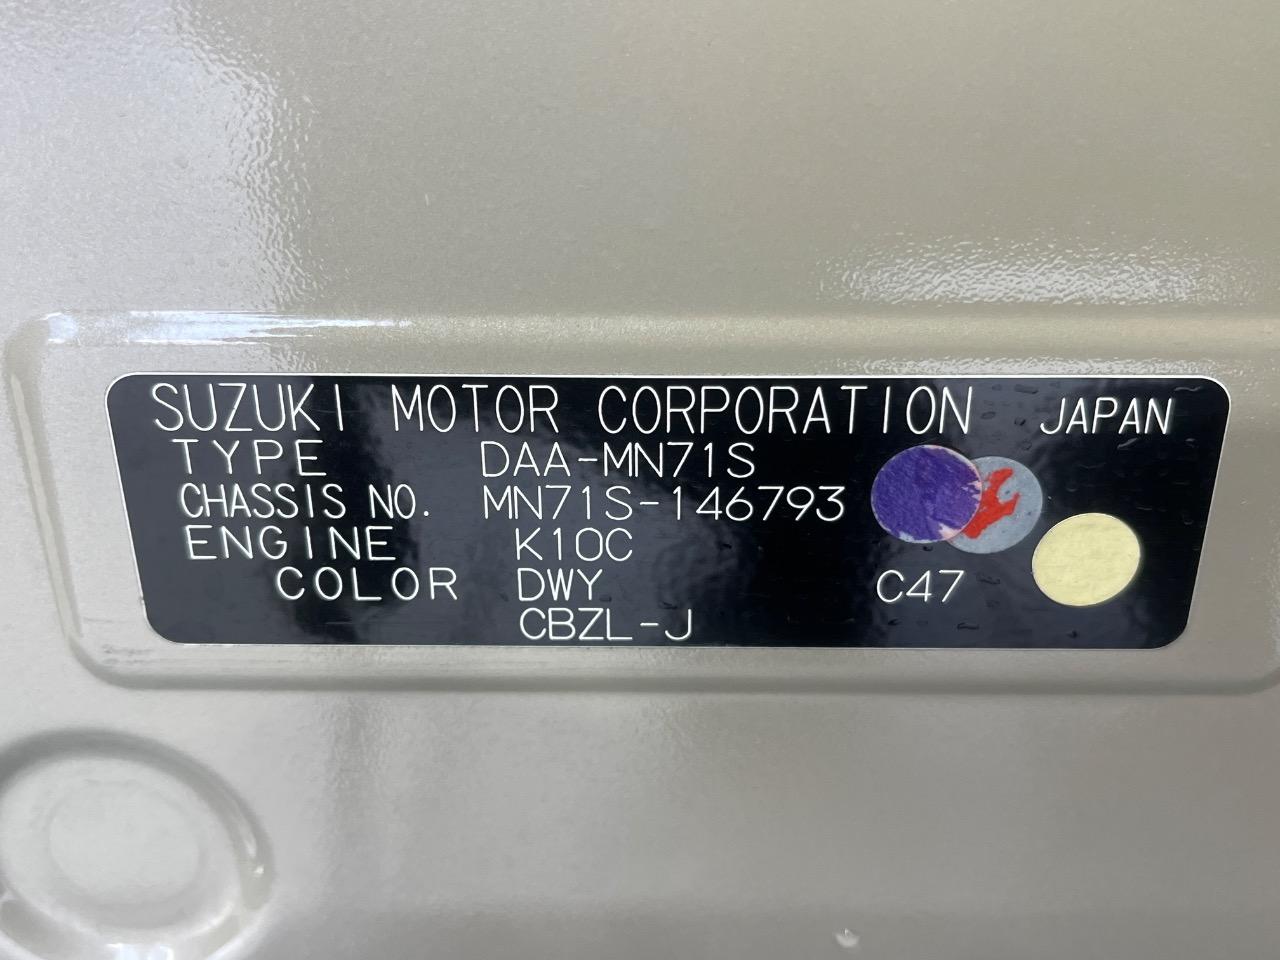 SUZUKI MOTOR CORPORATION JAPAN
TYPE DAA-MN71S
CHASSIS NO. MN71S-146793
ENGINE K10C
COLOR DWY C47
CBZL-J